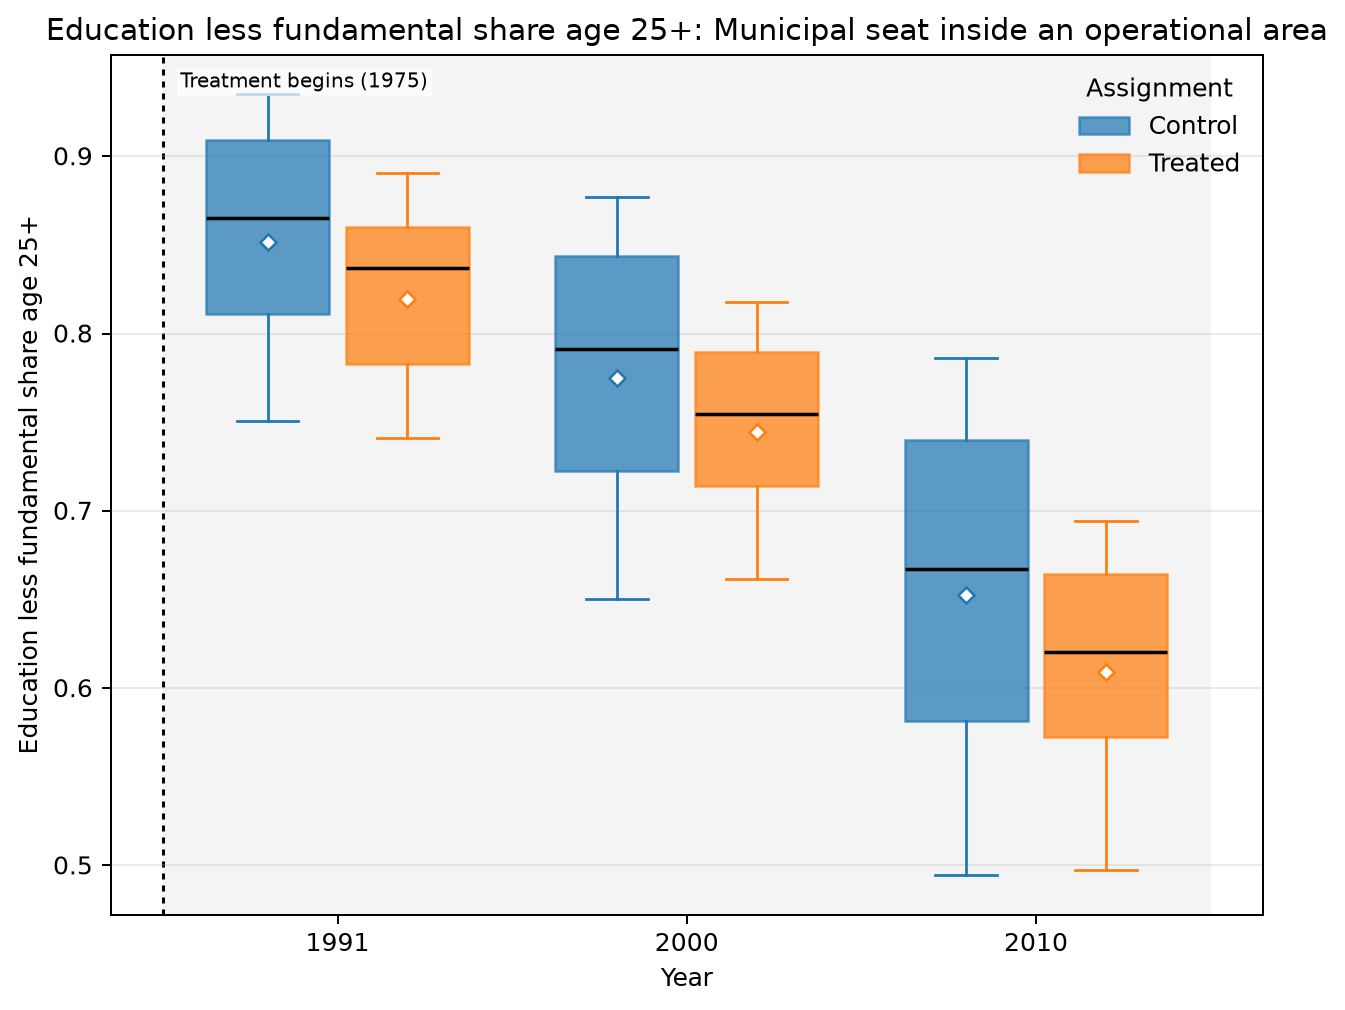 Education less fundamental share age 25+: Municipal seat inside an operational area
Treatment begins (1975)
Assignment
Control
Treated
Education less fundamental share age 25+
0.9
0.8
0.7
0.6
0.5
1991
2000
2010
Year